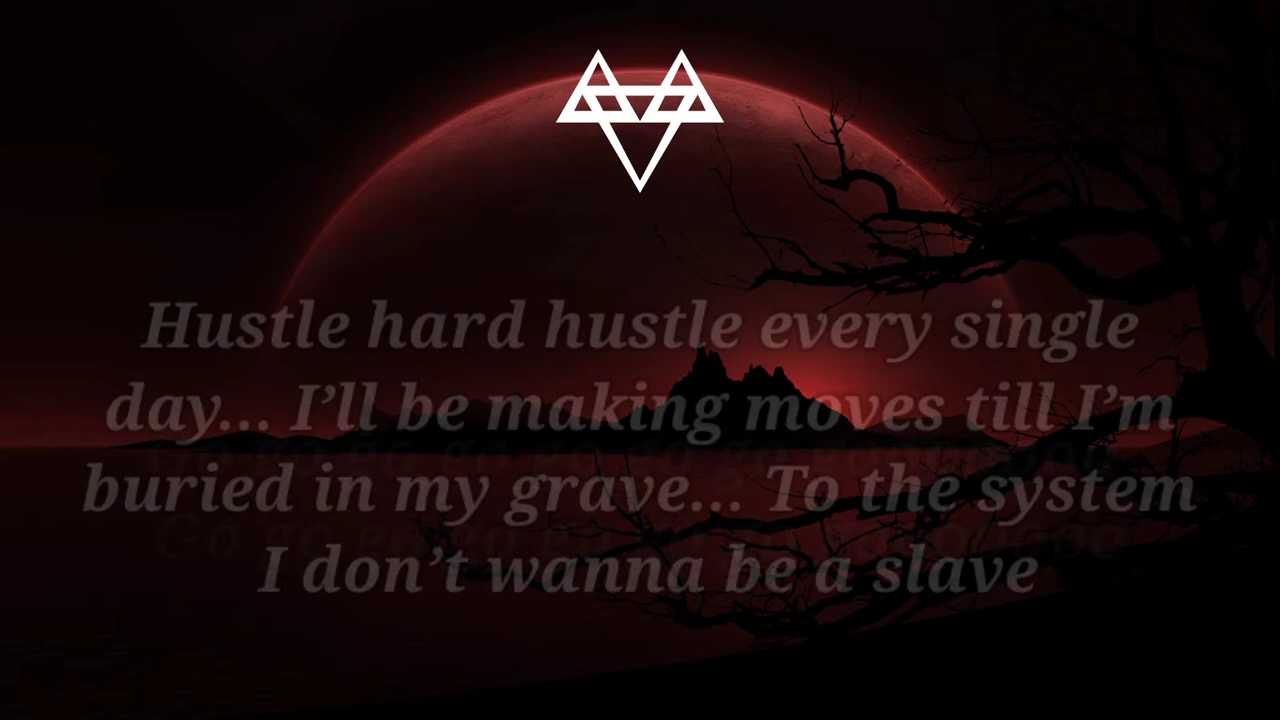 Hustle hard hustle every single
day... I’ll be making moves till I’m
buried in my grave... To the system
I don’t wanna be a slave